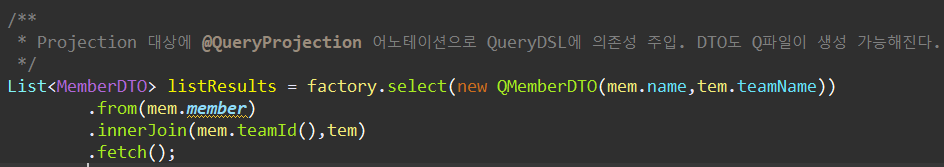 /**
 * Projection 대상에 @QueryProjection 어노테이션으로 QueryDSL에 의존성 주입. DTO도 Q파일이 생성 가능해진다.
 */
List<MemberDTO> listResults = factory.select(new QMemberDTO(mem.name,tem.teamName))
        .from(mem.member)
        .innerJoin(mem.teamId(),tem)
        .fetch();